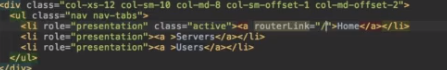 <div class="col-xs-12 col-sm-10 col-md-8 col-sm-offset-1 col-md-offset-2">
<ul class="nav nav-tabs">
<li role="presentation" class="active"><a routerLink="/">Home</a></li>
<li role="presentation"><a >Servers</a></li>
<li role="presentation"><a >Users</a></li>
</ul>
</div>